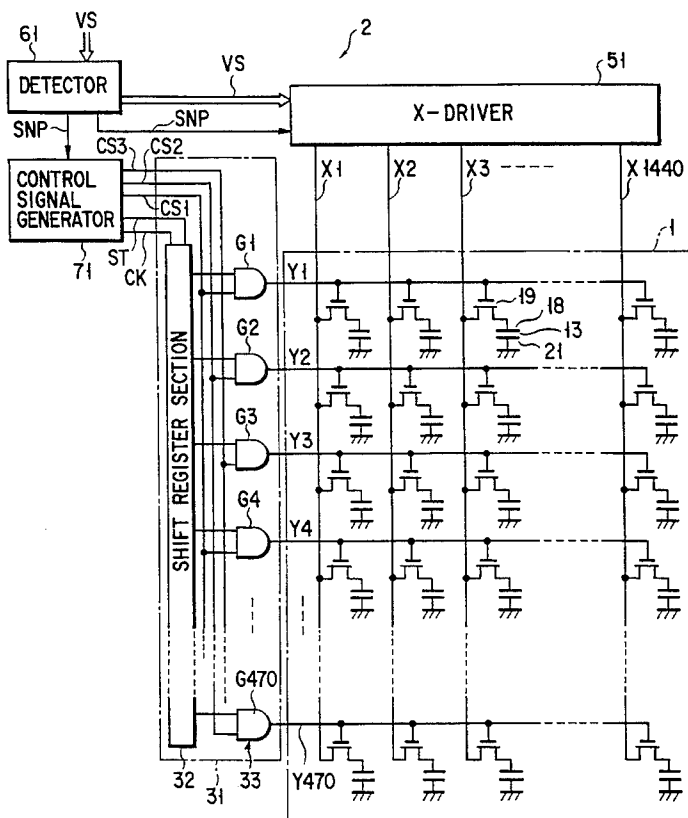 VS
61
2
VS
51
DETECTOR
X-DRIVER
SNP
SNP
CS3
CS2
X1
X2
X3
X1440
CONTROL
SIGNAL
GENERATOR
CS1
1
ST
71
CK
G1
Y1
19
18
13
21
G2
Y2
SHIFT REGISTER SECTION
G3
Y3
G4
Y4
G470
32
31
33
Y470